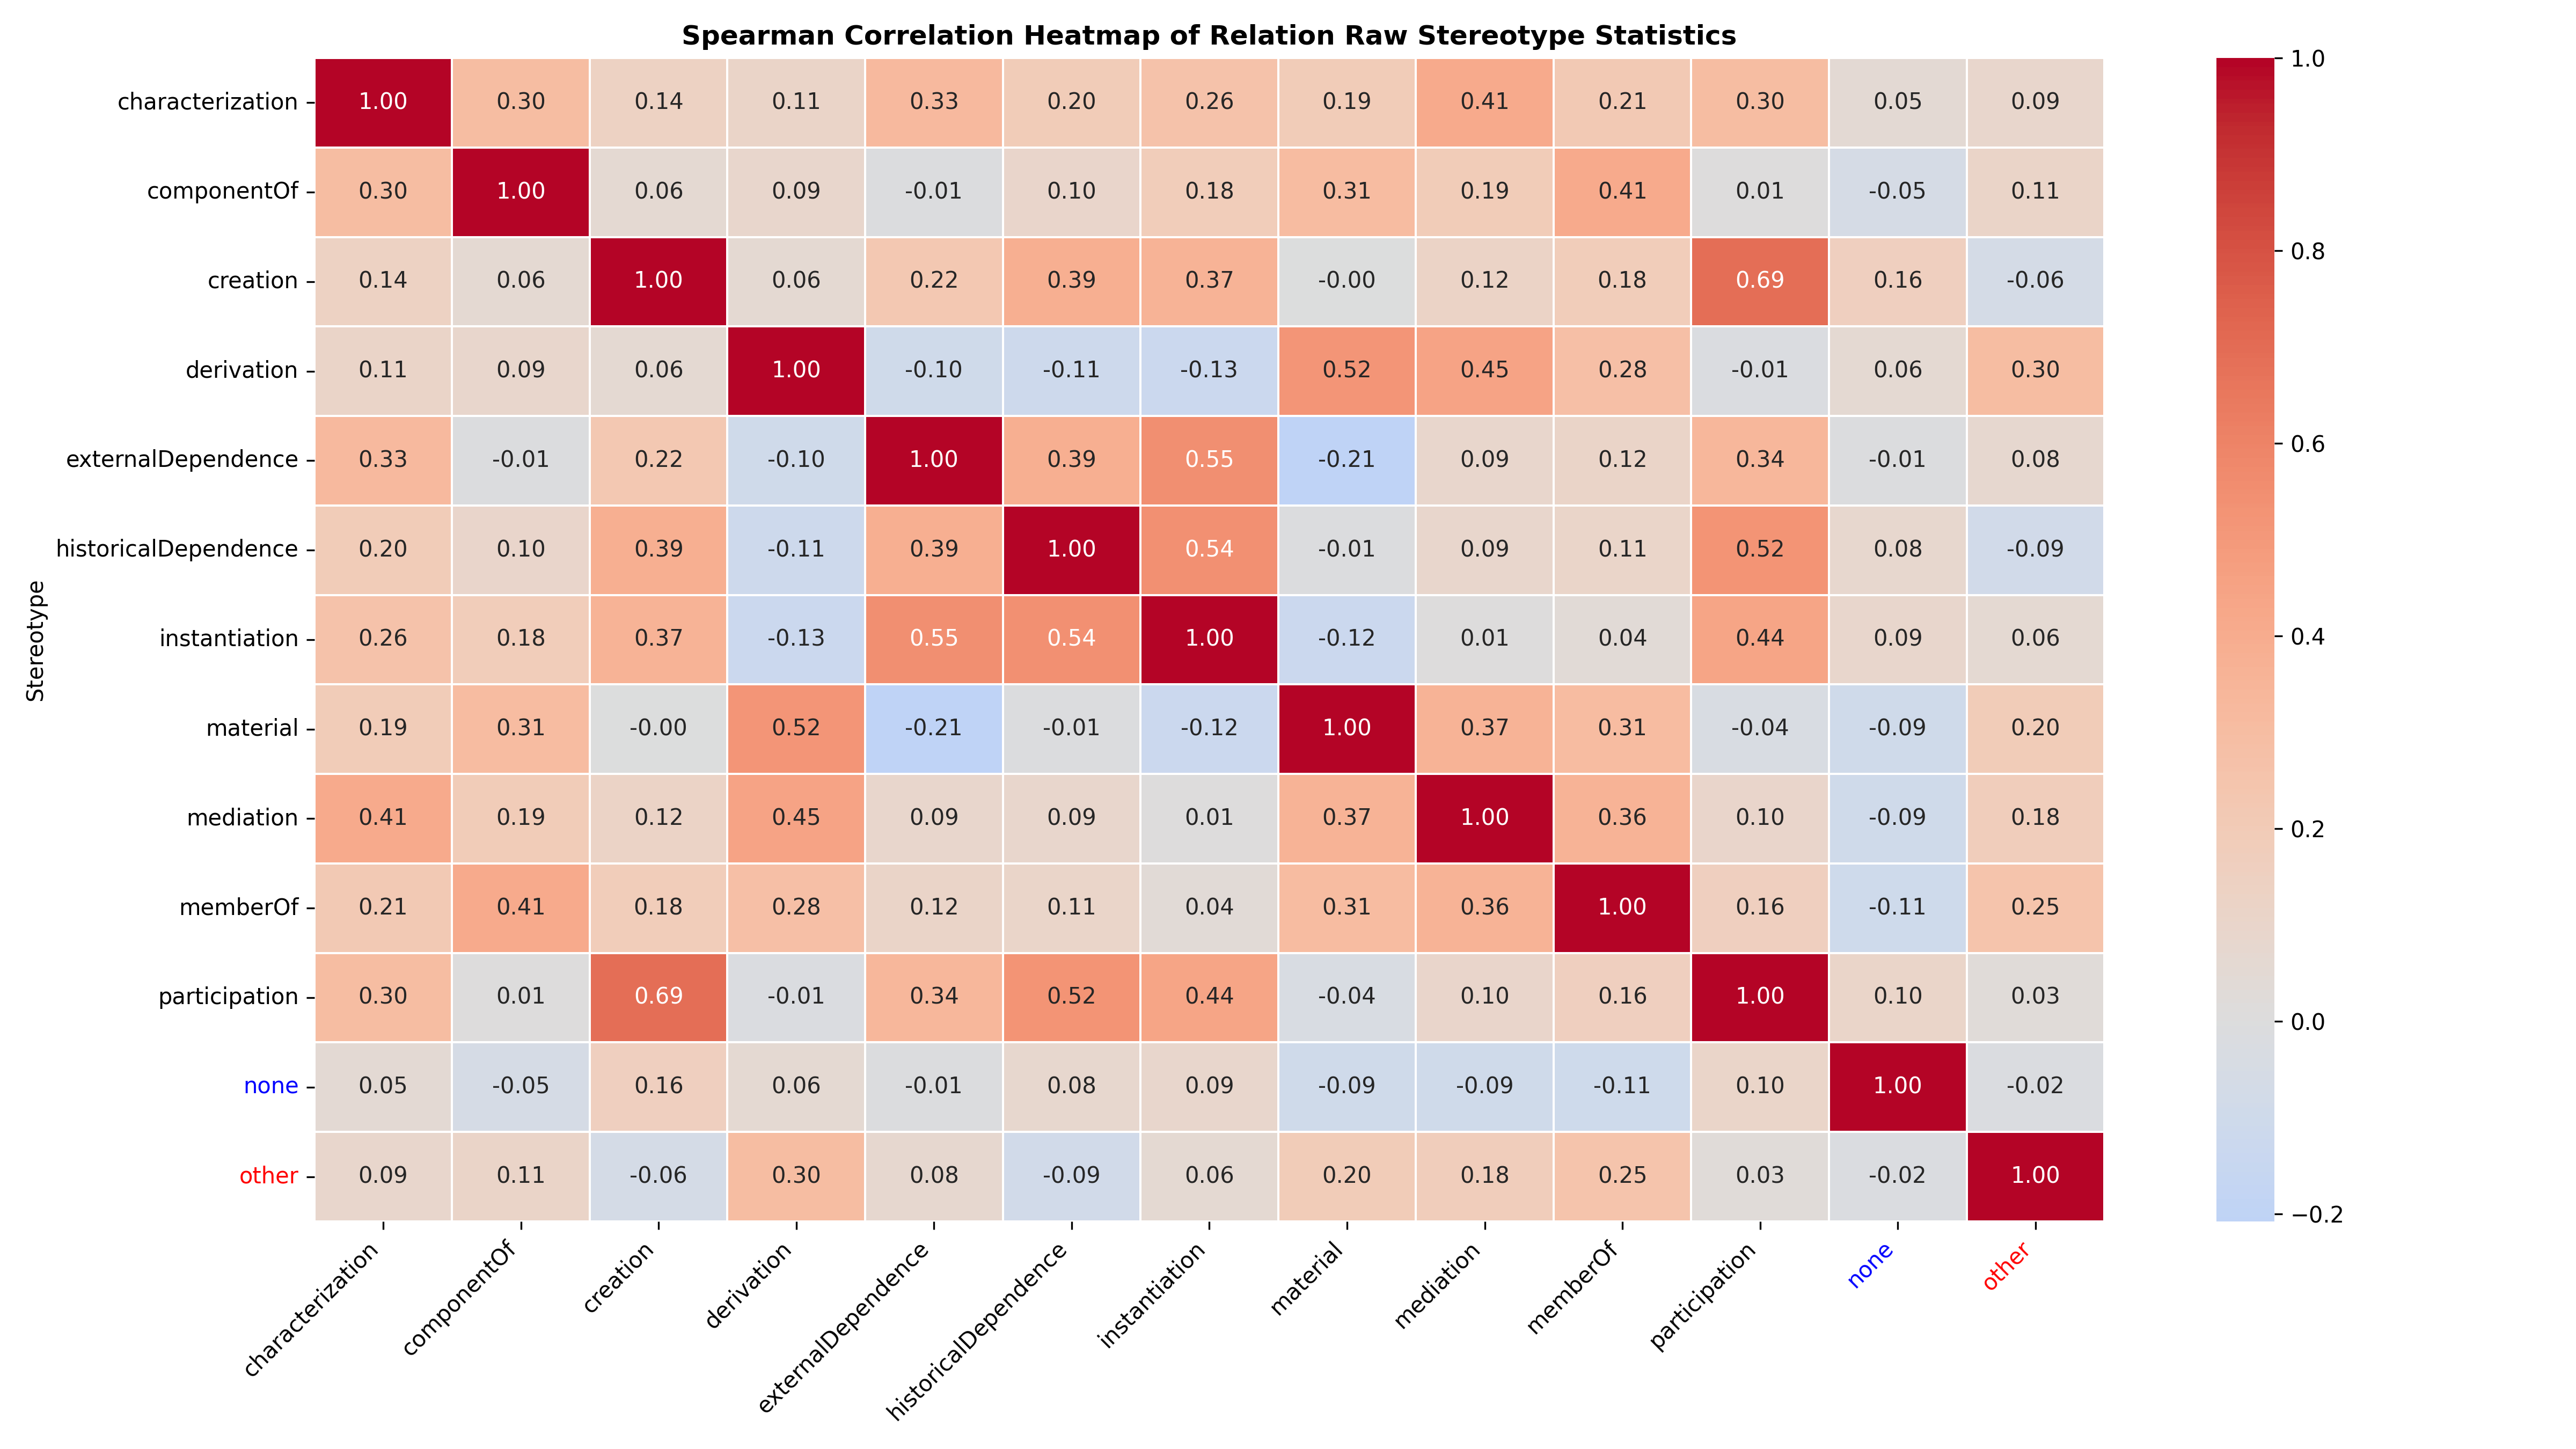 Spearman Correlation Heatmap of Relation Raw Stereotype Statistics
Stereotype
characterization 1.00 0.30 0.14 0.11 0.33 0.20 0.26 0.19 0.41 0.21 0.30 0.05 0.09
componentOf 0.30 1.00 0.06 0.09 -0.01 0.10 0.18 0.31 0.19 0.41 0.01 -0.05 0.11
creation 0.14 0.06 1.00 0.06 0.22 0.39 0.37 -0.00 0.12 0.18 0.69 0.16 -0.06
derivation 0.11 0.09 0.06 1.00 -0.10 -0.11 -0.13 0.52 0.45 0.28 -0.01 0.06 0.30
externalDependence 0.33 -0.01 0.22 -0.10 1.00 0.39 0.55 -0.21 0.09 0.12 0.34 -0.01 0.08
historicalDependence 0.20 0.10 0.39 -0.11 0.39 1.00 0.54 -0.01 0.09 0.11 0.52 0.08 -0.09
instantiation 0.26 0.18 0.37 -0.13 0.55 0.54 1.00 -0.12 0.01 0.04 0.44 0.09 0.06
material 0.19 0.31 -0.00 0.52 -0.21 -0.01 -0.12 1.00 0.37 0.31 -0.04 -0.09 0.20
mediation 0.41 0.19 0.12 0.45 0.09 0.09 0.01 0.37 1.00 0.36 0.10 -0.09 0.18
memberOf 0.21 0.41 0.18 0.28 0.12 0.11 0.04 0.31 0.36 1.00 0.16 -0.11 0.25
participation 0.30 0.01 0.69 -0.01 0.34 0.52 0.44 -0.04 0.10 0.16 1.00 0.10 0.03
none 0.05 -0.05 0.16 0.06 -0.01 0.08 0.09 -0.09 -0.09 -0.11 0.10 1.00 -0.02
other 0.09 0.11 -0.06 0.30 0.08 -0.09 0.06 0.20 0.18 0.25 0.03 -0.02 1.00
characterization
componentOf
creation
derivation
externalDependence
historicalDependence
instantiation
material
mediation
memberOf
participation
none
other
1.0
0.8
0.6
0.4
0.2
0.0
−0.2